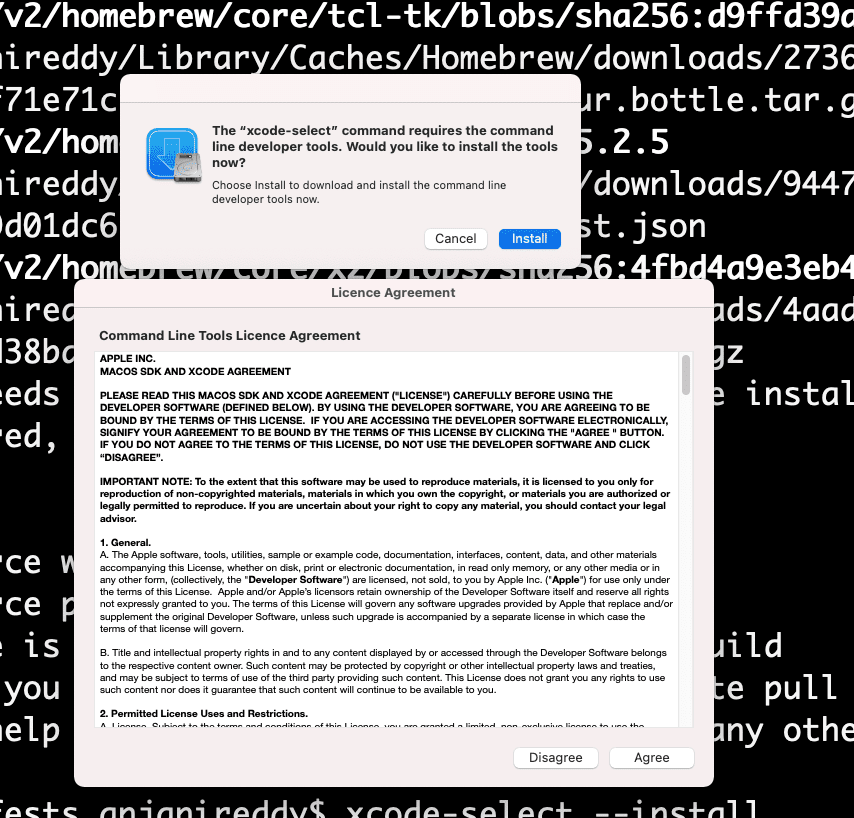 /v2/homebrew/core/tcl-tk/blobs/sha256:d9ffd39a
ireddy/Library/Caches/Homebrew/downloads/2736
f71e71c
ur.bottle.tar.g
/v2/hom
5.2.5
ireddy/
/downloads/9447
d01dc6
st.json
/v2/homebrew/core/x2/blobs/sha256:4fbd4a9e3eb4
The “xcode-select” command requires the command
line developer tools. Would you like to install the tools
now?
Choose Install to download and install the command line
developer tools now.
Cancel
Install
Licence Agreement
Command Line Tools Licence Agreement
APPLE INC.
MACOS SDK AND XCODE AGREEMENT
PLEASE READ THIS MACOS SDK AND XCODE AGREEMENT ("LICENSE") CAREFULLY BEFORE USING THE
DEVELOPER SOFTWARE (DEFINED BELOW). BY USING THE DEVELOPER SOFTWARE, YOU ARE AGREEING TO BE
BOUND BY THE TERMS OF THIS LICENSE.  IF YOU ARE ACCESSING THE DEVELOPER SOFTWARE ELECTRONICALLY,
SIGNIFY YOUR AGREEMENT TO BE BOUND BY THE TERMS OF THIS LICENSE BY CLICKING THE "AGREE " BUTTON.
IF YOU DO NOT AGREE TO THE TERMS OF THIS LICENSE, DO NOT USE THE DEVELOPER SOFTWARE AND CLICK
“DISAGREE”.
IMPORTANT NOTE: To the extent that this software may be used to reproduce materials, it is licensed to you only for
reproduction of non-copyrighted materials, materials in which you own the copyright, or materials you are authorized or
legally permitted to reproduce. If you are uncertain about your right to copy any material, you should contact your legal
advisor.
1. General.
A. The Apple software, tools, utilities, sample or example code, documentation, interfaces, content, data, and other materials
accompanying this License, whether on disk, print or electronic documentation, in read only memory, or any other media or in
any other form, (collectively, the "Developer Software") are licensed, not sold, to you by Apple Inc. ("Apple") for use only under
the terms of this License.  Apple and/or Apple’s licensors retain ownership of the Developer Software itself and reserve all rights
not expressly granted to you. The terms of this License will govern any software upgrades provided by Apple that replace and/or
supplement the original Developer Software, unless such upgrade is accompanied by a separate license in which case the
terms of that license will govern.
B. Title and intellectual property rights in and to any content displayed by or accessed through the Developer Software belongs
to the respective content owner. Such content may be protected by copyright or other intellectual property laws and treaties,
and may be subject to terms of use of the third party providing such content. This License does not grant you any rights to use
such content nor does it guarantee that such content will continue to be available to you.
2. Permitted License Uses and Restrictions.
A. License. Subject to the terms and conditions of this License, you are granted a limited, non-exclusive license to use the
Disagree
Agree
ired
ads/4aad
d38ba
gz
eeds
e instal
red,
rce w
rce p
e is
uild
you
te pull
help
any othe
fests anjanireddy$ xcode-select --install